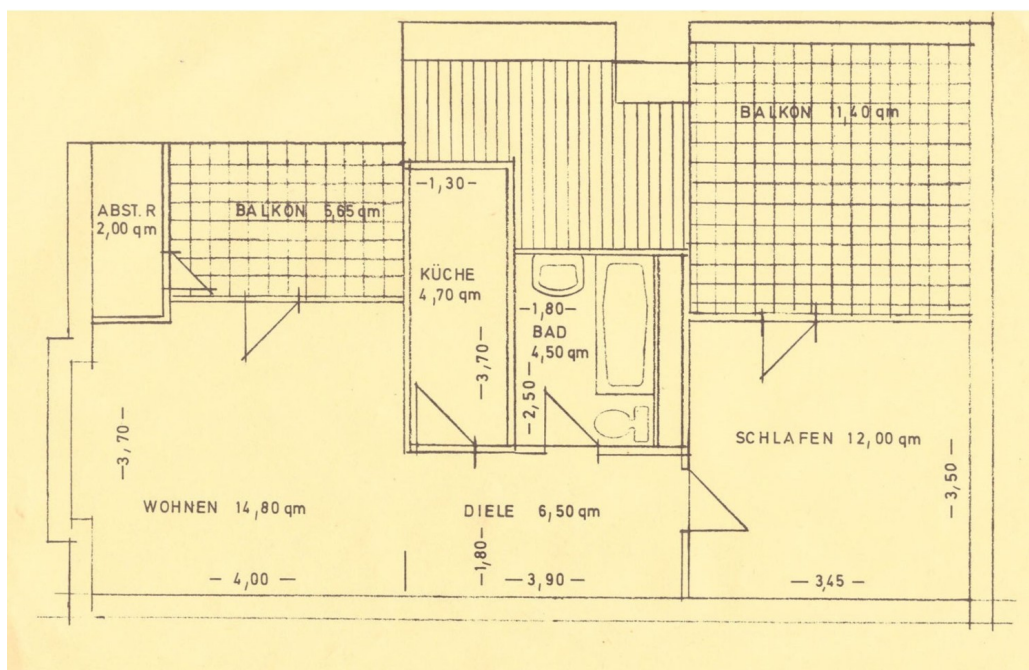 BALKON 11,40 qm
ABST. R
2,00 qm
BALKON 5,65 qm
-1,30-
KÜCHE
4,70 qm
-3,70-
-1,80-
BAD
4,50 qm
-2,50-
SCHLAFEN 12,00 qm
-3,50-
-3,70-
WOHNEN 14,80 qm
DIELE 6,50 qm
-1,80-
- 4,00 -
-3,90-
- 3,45 -